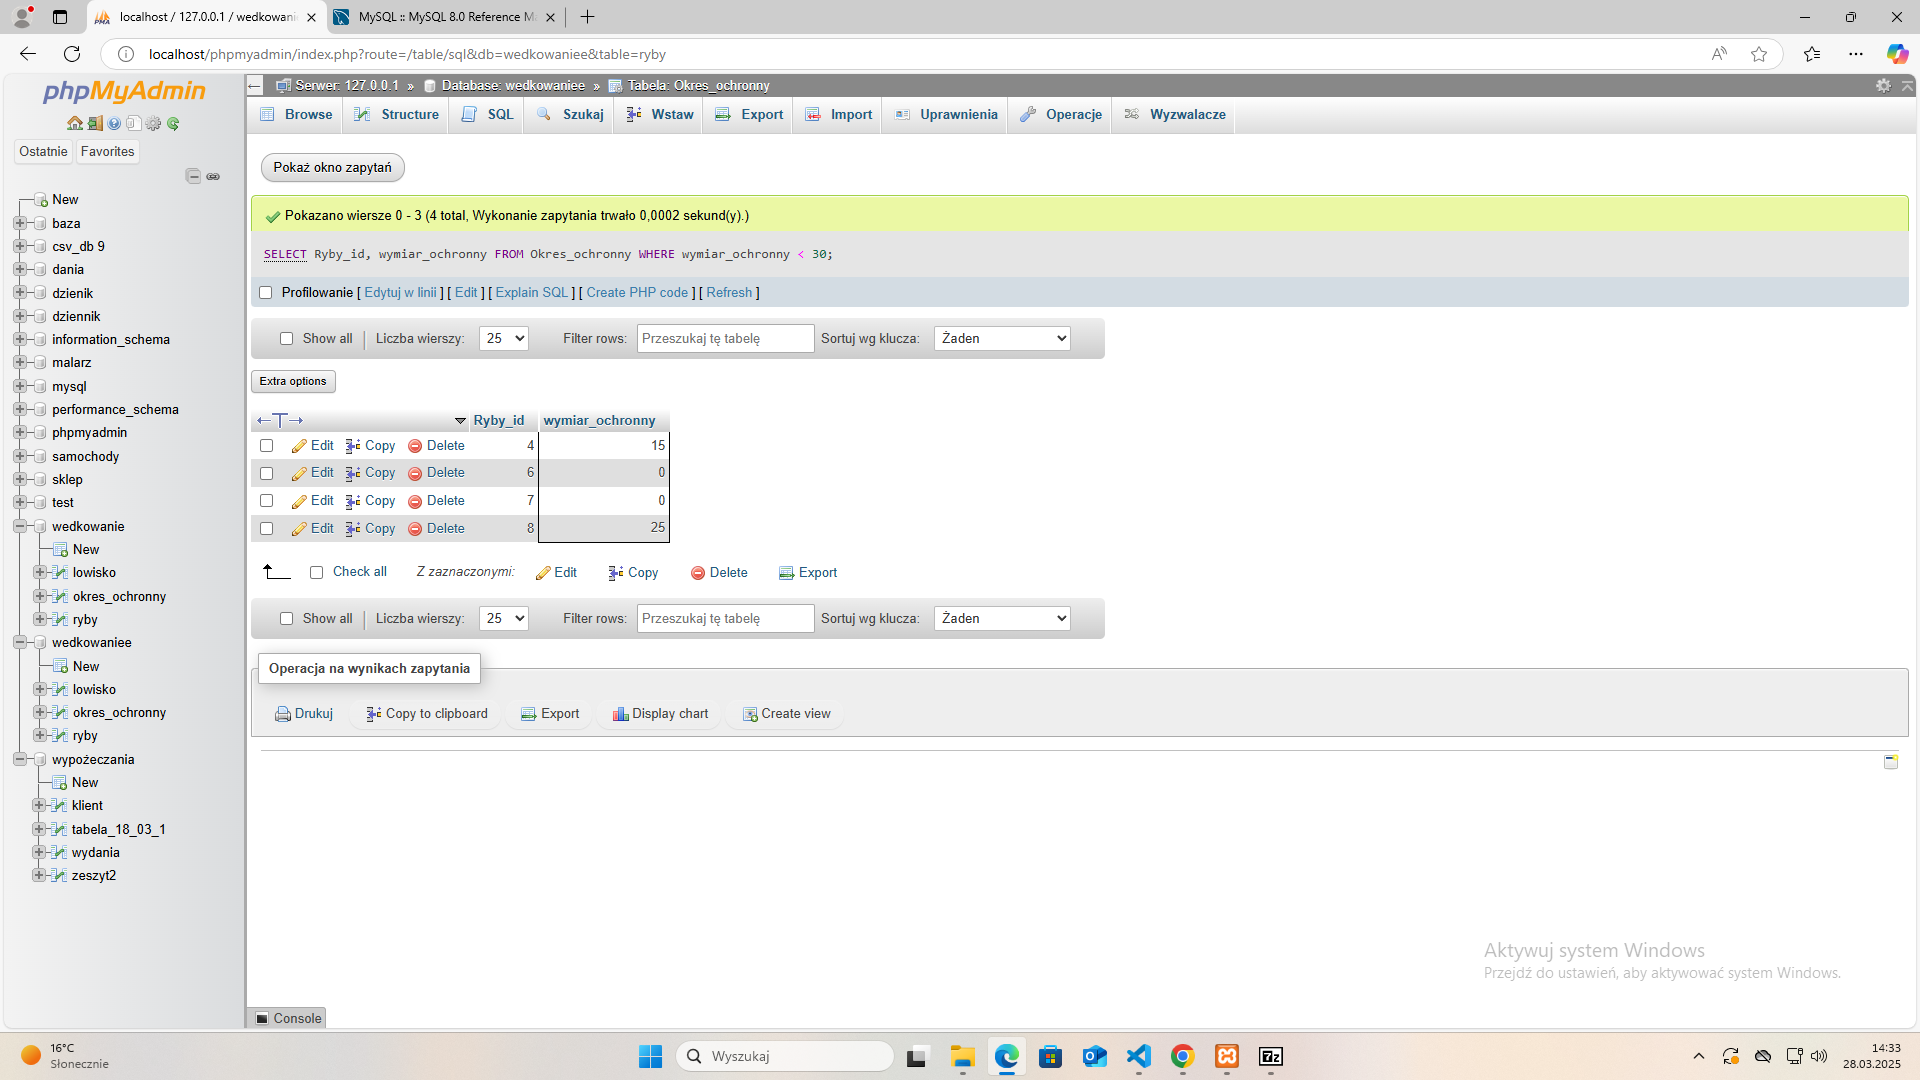 localhost / 127.0.0.1 / wedkowani
MySQL :: MySQL 8.0 Reference Ma
localhost/phpmyadmin/index.php?route=/table/sql&db=wedkowaniee&table=ryby
phpMyAdmin
Ostatnie Favorites
New
baza
csv_db 9
dania
dzienik
dziennik
information_schema
malarz
mysql
performance_schema
phpmyadmin
samochody
sklep
test
wedkowanie
New
lowisko
okres_ochronny
ryby
wedkowaniee
New
lowisko
okres_ochronny
ryby
wypożeczania
New
klient
tabela_18_03_1
wydania
zeszyt2
Serwer: 127.0.0.1 » Database: wedkowaniee » Tabela: Okres_ochronny
Browse Structure SQL Szukaj Wstaw Export Import Uprawnienia Operacje Wyzwalacze
Pokaż okno zapytań
Pokazano wiersze 0 - 3 (4 total, Wykonanie zapytania trwało 0,0002 sekund(y).)
SELECT Ryby_id, wymiar_ochronny FROM Okres_ochronny WHERE wymiar_ochronny < 30;
Profilowanie [ Edytuj w linii ] [ Edit ] [ Explain SQL ] [ Create PHP code ] [ Refresh ]
Show all Liczba wierszy: 25 Filter rows: Przeszukaj tę tabelę Sortuj wg klucza: Żaden
Extra options
Ryby_id wymiar_ochronny
Edit Copy Delete 4 15
Edit Copy Delete 6 0
Edit Copy Delete 7 0
Edit Copy Delete 8 25
Check all Z zaznaczonymi: Edit Copy Delete Export
Show all Liczba wierszy: 25 Filter rows: Przeszukaj tę tabelę Sortuj wg klucza: Żaden
Operacja na wynikach zapytania
Drukuj Copy to clipboard Export Display chart Create view
Aktywuj system Windows
Przejdź do ustawień, aby aktywować system Windows.
Console
16°C
Słonecznie
Wyszukaj
14:33
28.03.2025